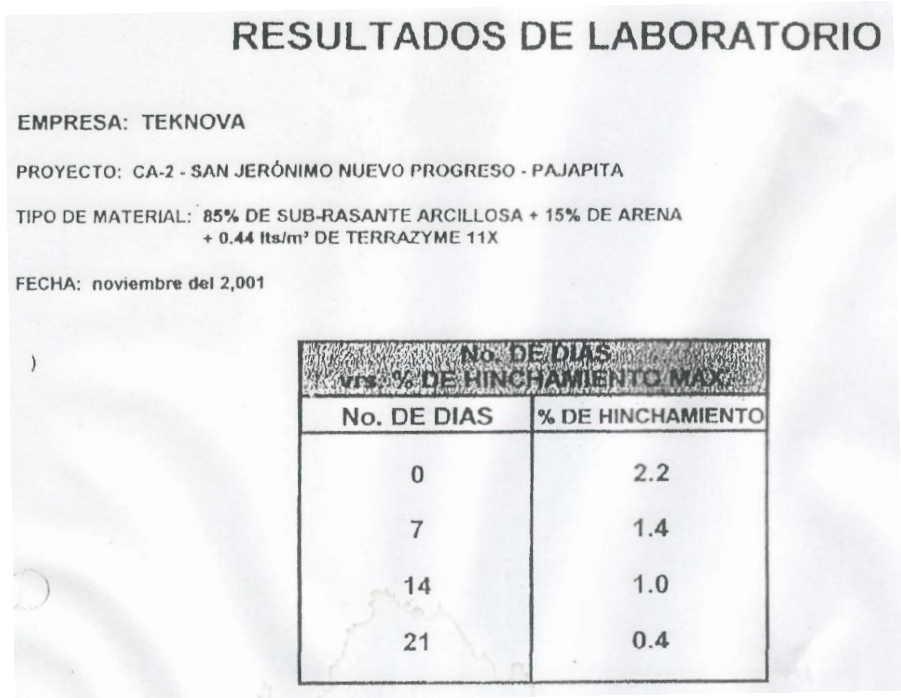 RESULTADOS DE LABORATORIO
EMPRESA: TEKNOVA
PROYECTO: CA-2 - SAN JERÓNIMO NUEVO PROGRESO - PAJAPITA
TIPO DE MATERIAL: 85% DE SUB-RASANTE ARCILLOSA + 15% DE ARENA
+ 0.44 lts/m³ DE TERRAZYME 11X
FECHA: noviembre del 2,001
)
No. DE DIAS
vrs. % DE HINCHAMIENTO MAX.
No. DE DIAS % DE HINCHAMIENTO
0 2.2
7 1.4
14 1.0
21 0.4